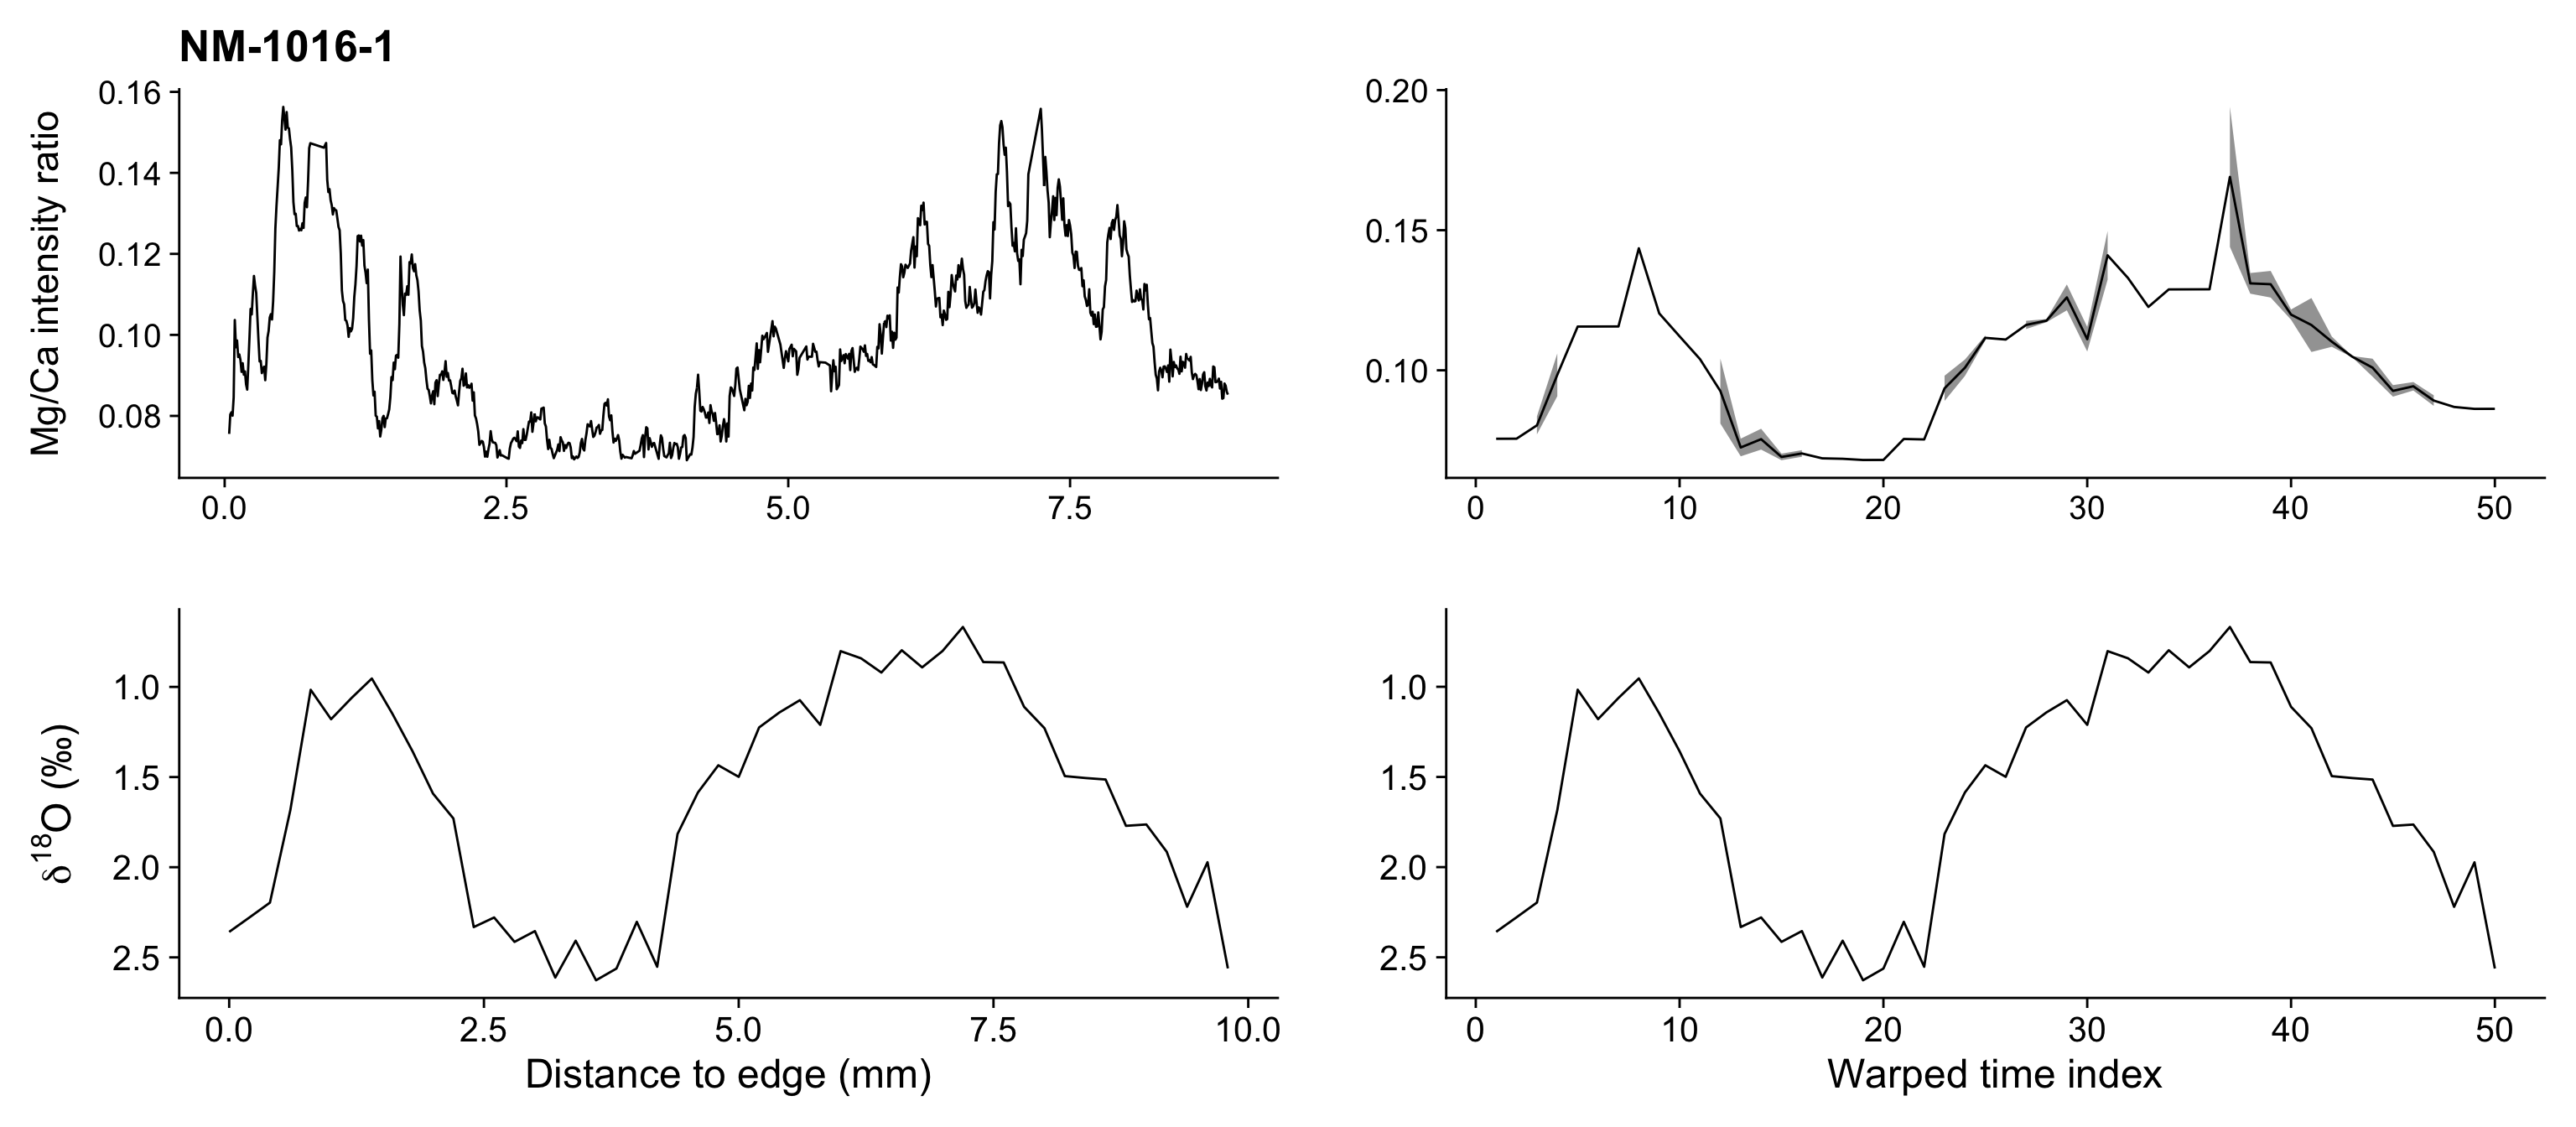 NM-1016-1
Mg/Ca intensity ratio
0.16
0.14
0.12
0.10
0.08
0.0 2.5 5.0 7.5
0.20
0.15
0.10
0 10 20 30 40 50
δ18O (‰)
1.0
1.5
2.0
2.5
0.0 2.5 5.0 7.5 10.0
Distance to edge (mm)
1.0
1.5
2.0
2.5
0 10 20 30 40 50
Warped time index